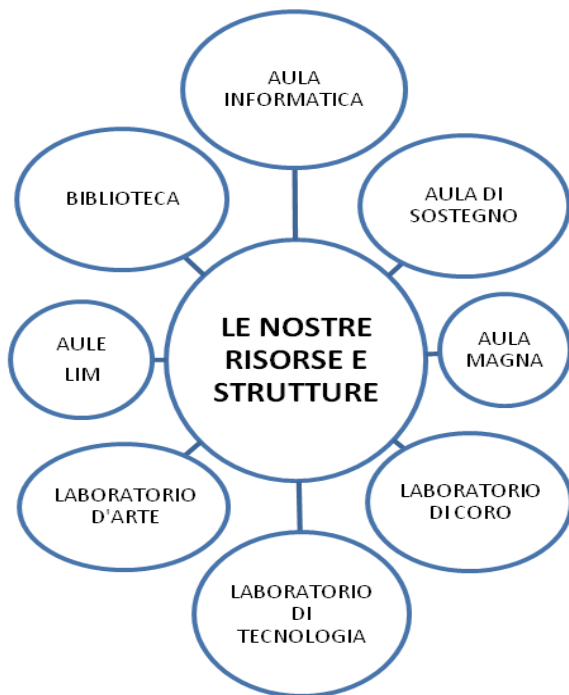 AULA
INFORMATICA
BIBLIOTECA
AULA DI
SOSTEGNO
LE NOSTRE
RISORSE E
STRUTTURE
AULE
LIM
AULA
MAGNA
LABORATORIO
D'ARTE
LABORATORIO
DI CORO
LABORATORIO
DI
TECNOLOGIA